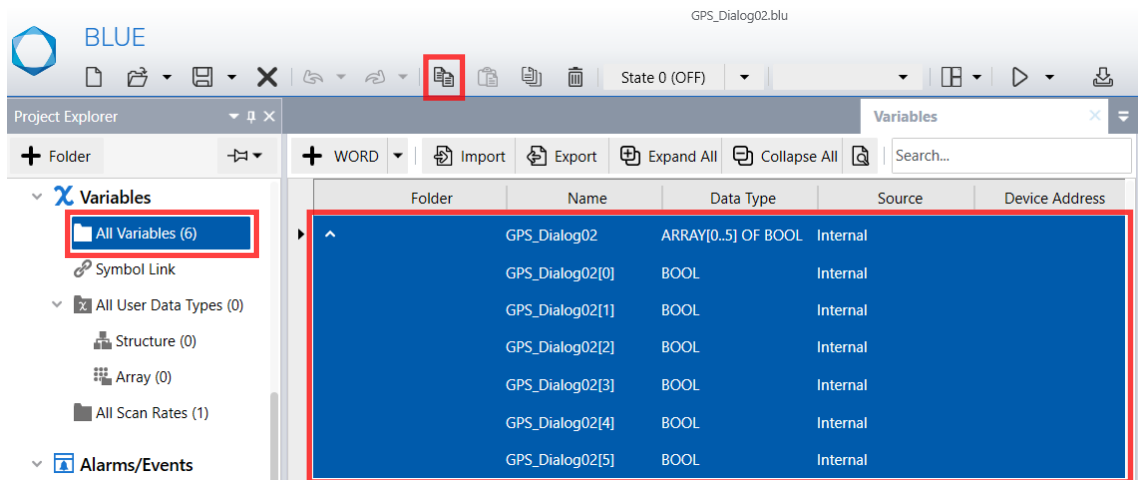 GPS_Dialog02.blu
BLUE
State 0 (OFF)
Project Explorer
Variables
Folder
WORD
Import
Export
Expand All
Collapse All
Search...
Variables
All Variables (6)
Symbol Link
All User Data Types (0)
Structure (0)
Array (0)
All Scan Rates (1)
Alarms/Events
Folder Name Data Type Source Device Address
GPS_Dialog02 ARRAY[0..5] OF BOOL Internal
GPS_Dialog02[0] BOOL Internal
GPS_Dialog02[1] BOOL Internal
GPS_Dialog02[2] BOOL Internal
GPS_Dialog02[3] BOOL Internal
GPS_Dialog02[4] BOOL Internal
GPS_Dialog02[5] BOOL Internal